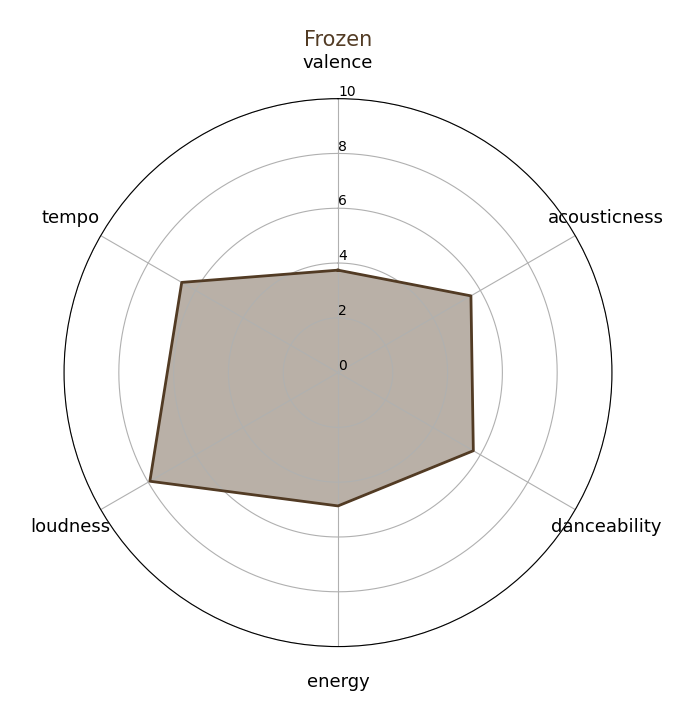 Frozen
valence
10
8
6
4
2
0
tempo
acousticness
loudness
danceability
energy